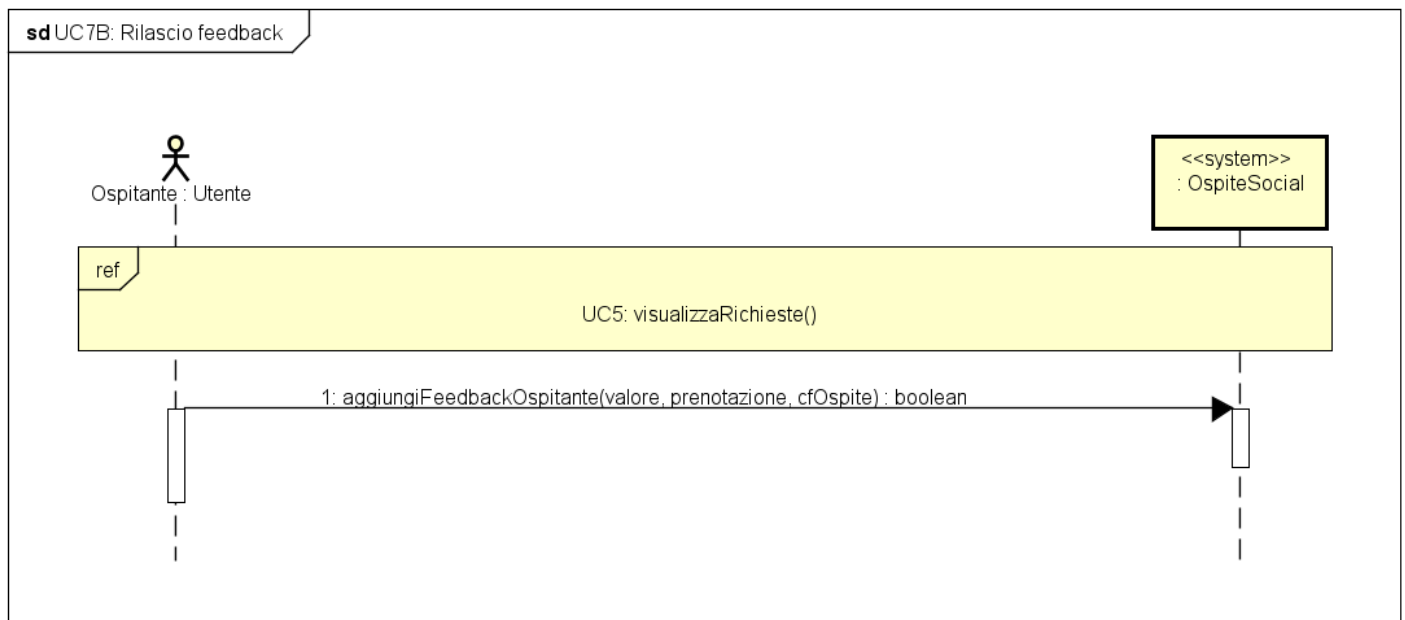 sd UC7B: Rilascio feedback
Ospitante : Utente
<<system>>
: OspiteSocial
ref
UC5: visualizzaRichieste()
1: aggiungiFeedbackOspitante(valore, prenotazione, cfOspite) : boolean